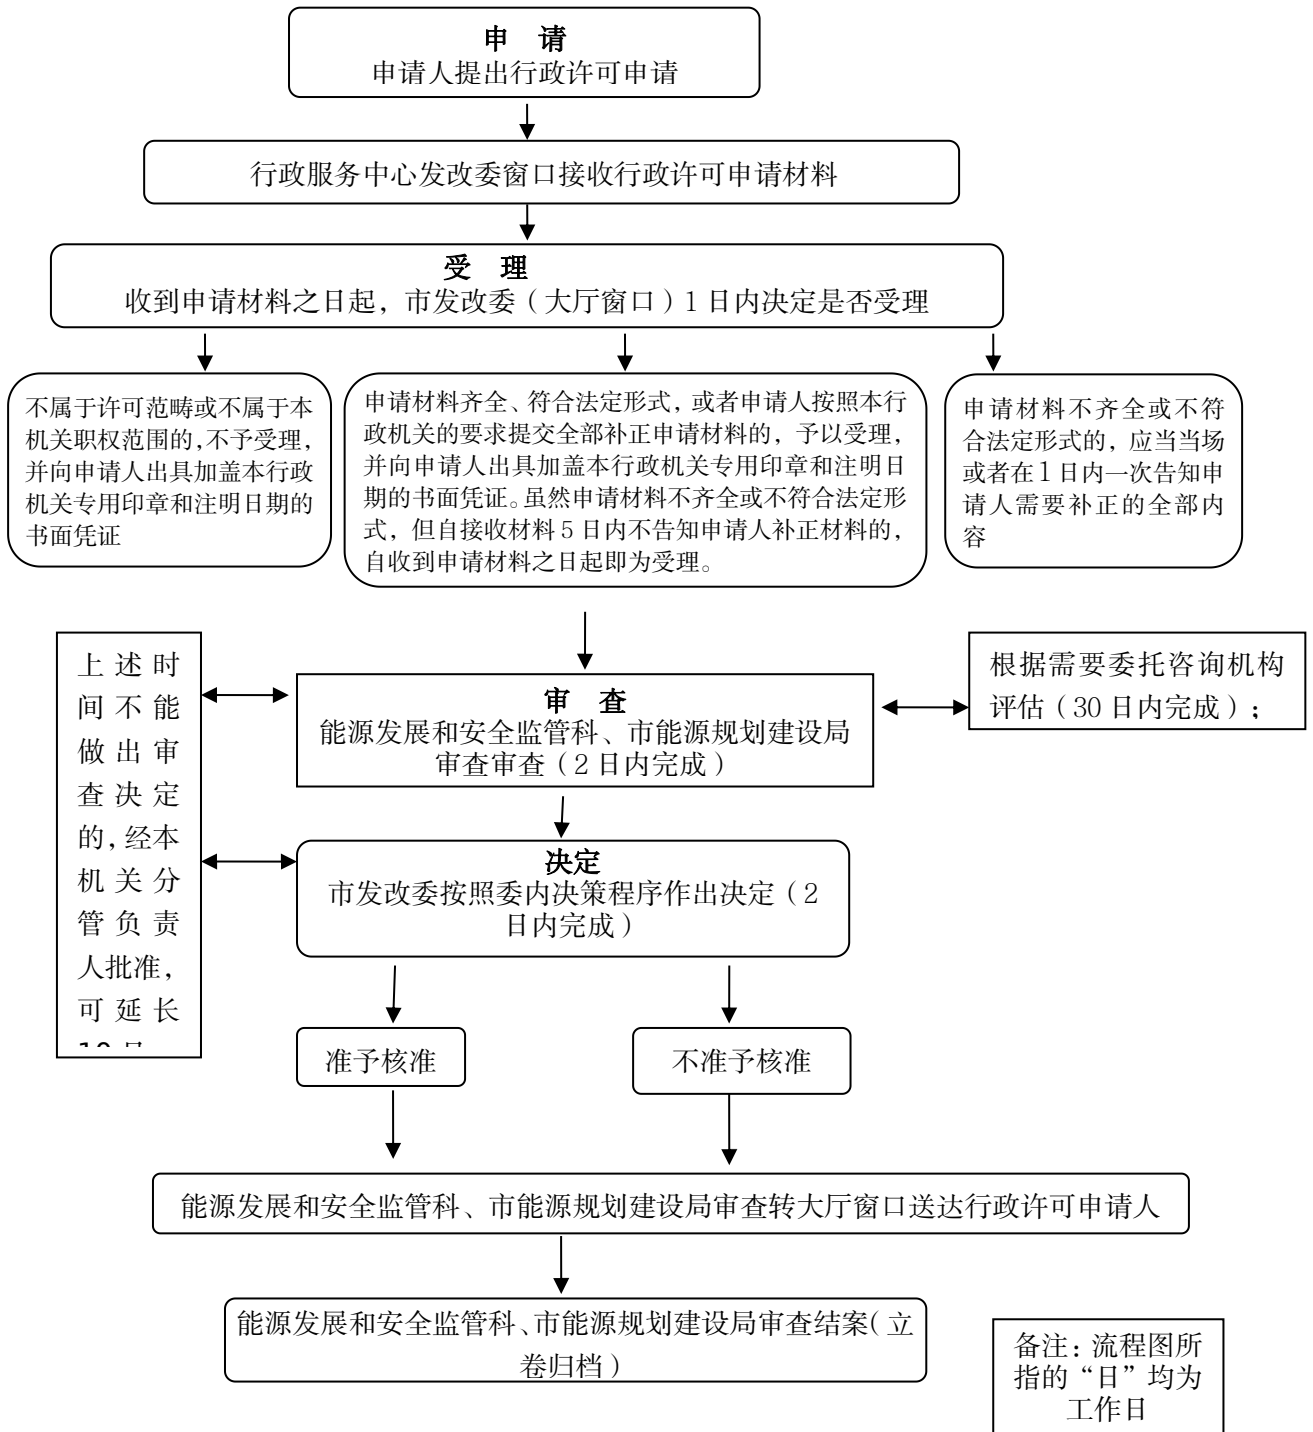 申 请
申请人提出行政许可申请
行政服务中心发改委窗口接收行政许可申请材料
受 理
收到申请材料之日起，市发改委（大厅窗口）1 日内决定是否受理
不属于许可范畴或不属于本
机关职权范围的，不予受理，
并向申请人出具加盖本行政
机关专用印章和注明日期的
书面凭证
申请材料齐全、符合法定形式，或者申请人按照本行
政机关的要求提交全部补正申请材料的，予以受理，
并向申请人出具加盖本行政机关专用印章和注明日
期的书面凭证。虽然申请材料不齐全或不符合法定形
式，但自接收材料 5 日内不告知申请人补正材料的，
自收到申请材料之日起即为受理。
申请材料不齐全或不符
合法定形式的，应当当场
或者在 1 日内一次告知申
请人需要补正的全部内
容
上述时
间不能
做出审
查决定
的，经本
机关分
管负责
人批准，
可延长
审 查
能源发展和安全监管科、市能源规划建设局
审查审查（2 日内完成）
根据需要委托咨询机构
评估（30 日内完成）；
决定
市发改委按照委内决策程序作出决定（2
日内完成）
准予核准
不准予核准
能源发展和安全监管科、市能源规划建设局审查转大厅窗口送达行政许可申请人
能源发展和安全监管科、市能源规划建设局审查结案（立
卷归档）
备注：流程图所
指的“日”均为
工作日